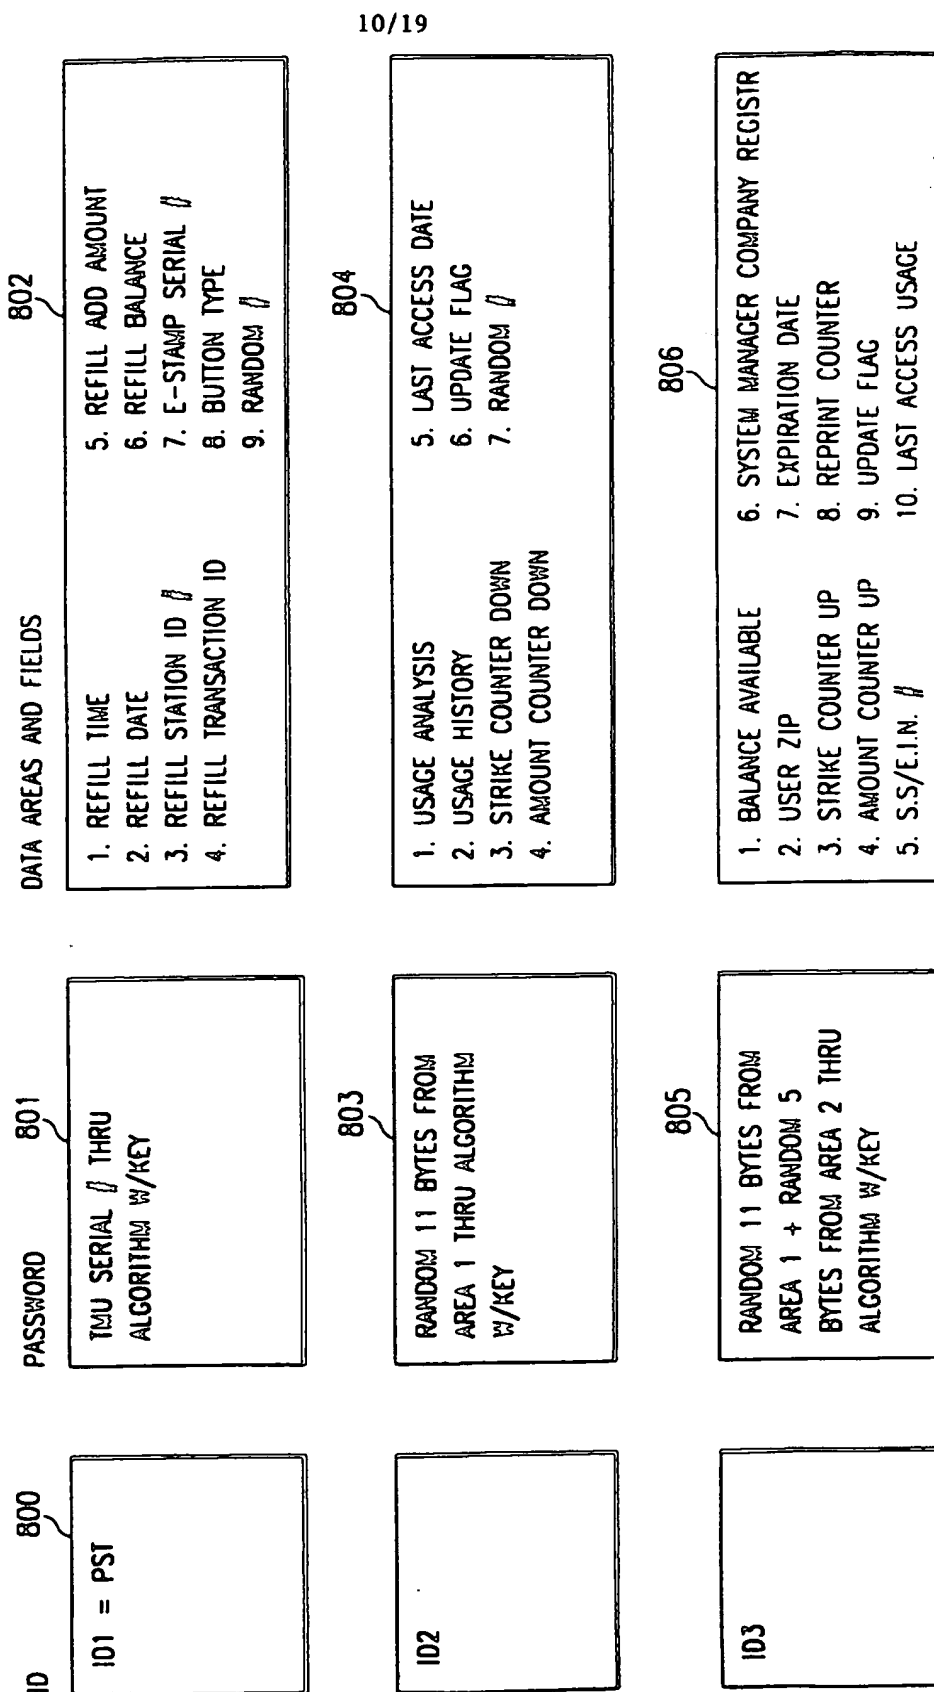 10/19
ID
PASSWORD
DATA AREAS AND FIELDS
800
801
802
ID1 = PST
TMU SERIAL # THRU
ALGORITHM W/KEY
1. REFILL TIME
2. REFILL DATE
3. REFILL STATION ID #
4. REFILL TRANSACTION ID
5. REFILL ADD AMOUNT
6. REFILL BALANCE
7. E-STAMP SERIAL #
8. BUTTON TYPE
9. RANDOM #
803
804
ID2
RANDOM 11 BYTES FROM
AREA 1 THRU ALGORITHM
W/KEY
1. USAGE ANALYSIS
2. USAGE HISTORY
3. STRIKE COUNTER DOWN
4. AMOUNT COUNTER DOWN
5. LAST ACCESS DATE
6. UPDATE FLAG
7. RANDOM #
805
806
ID3
RANDOM 11 BYTES FROM
AREA 1 + RANDOM 5
BYTES FROM AREA 2 THRU
ALGORITHM W/KEY
1. BALANCE AVAILABLE
2. USER ZIP
3. STRIKE COUNTER UP
4. AMOUNT COUNTER UP
5. S.S/E.I.N. #
6. SYSTEM MANAGER COMPANY REGISTR
7. EXPIRATION DATE
8. REPRINT COUNTER
9. UPDATE FLAG
10. LAST ACCESS USAGE